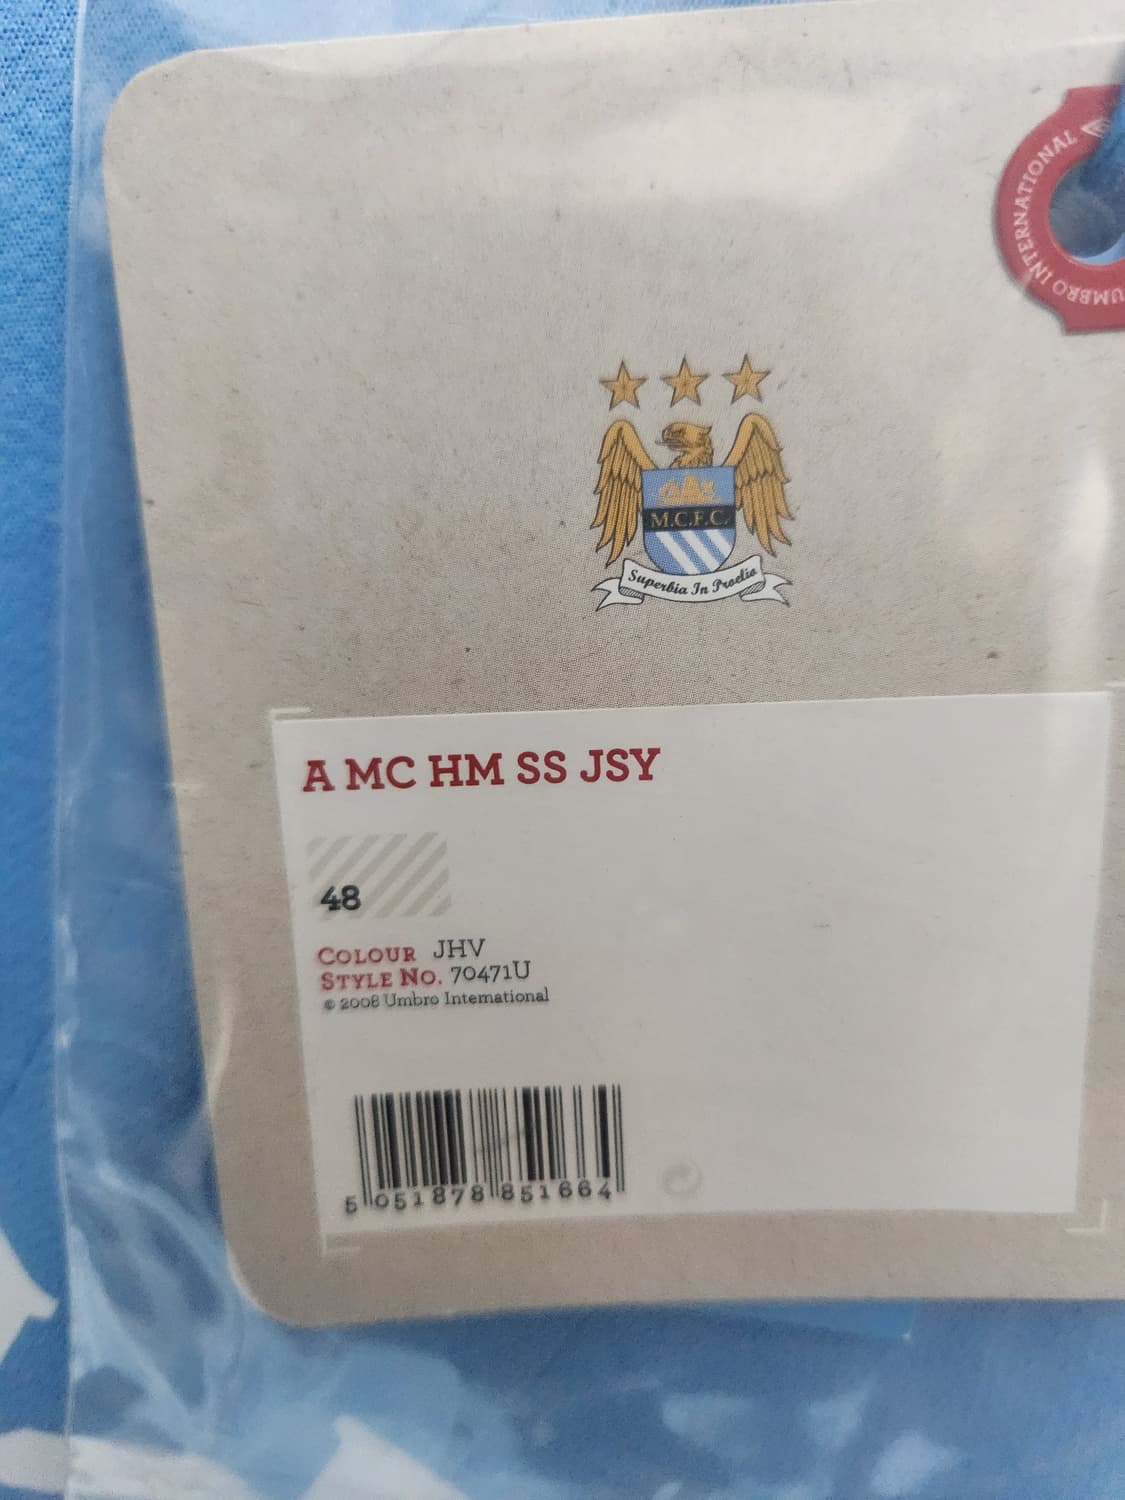 UMBRO INTERNATIONAL
M.C.F.C.
Superbia In Proelio
A MC HM SS JSY
48
COLOUR JHV
STYLE NO. 70471U
© 2008 Umbro International
5 051878 851664